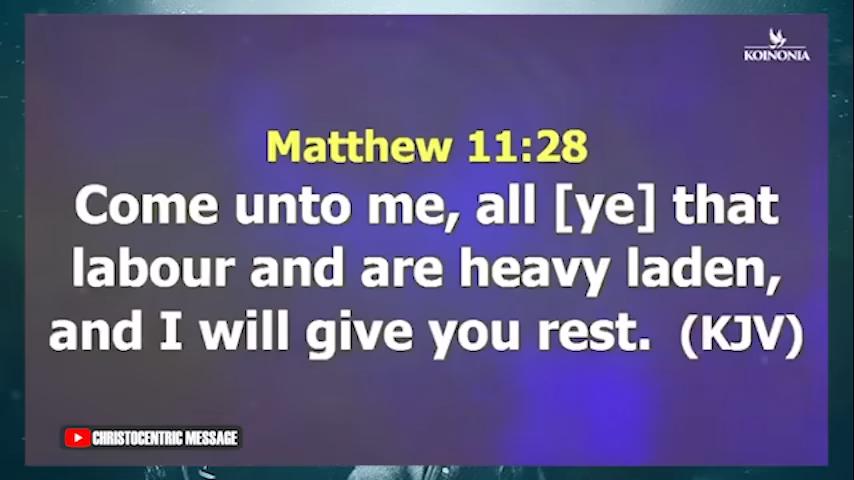 KOINONIA
Matthew 11:28
Come unto me, all [ye] that
labour and are heavy laden,
and I will give you rest. (KJV)
CHRISTOCENTRIC MESSAGE